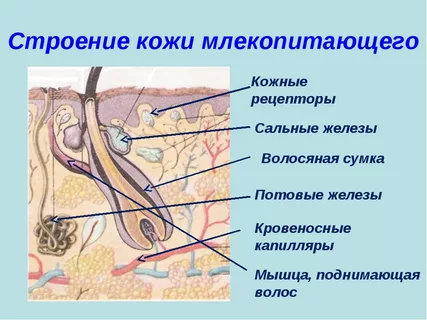 Строение кожи млекопитающего
Кожные
рецепторы
Сальные железы
Волосяная сумка
Потовые железы
Кровеносные
капилляры
Мышца, поднимающая
волос